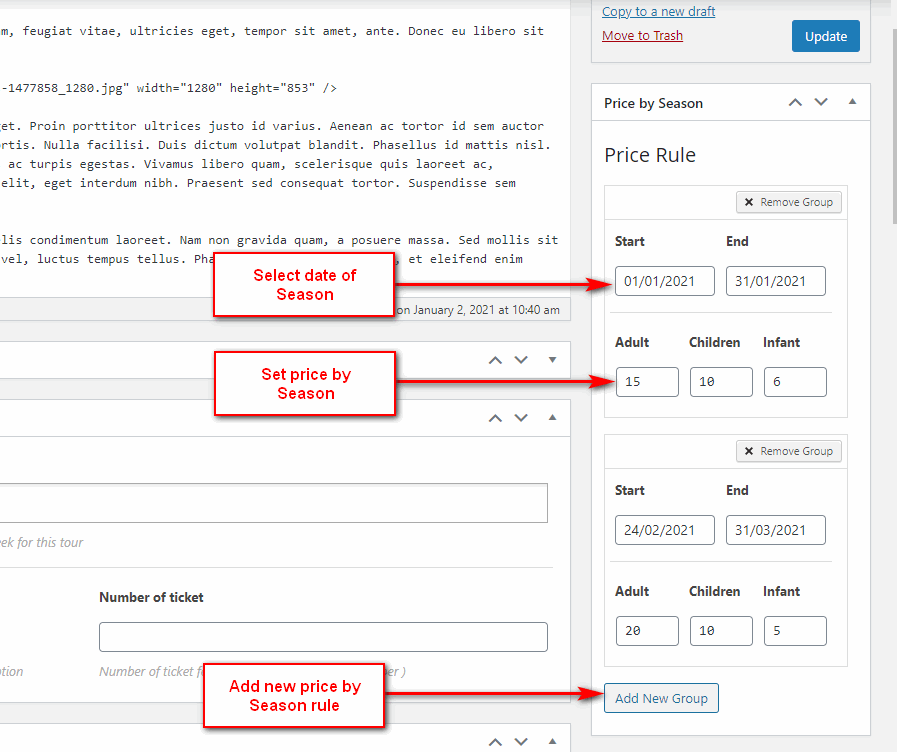 m, feugiat vitae, ultricies eget, tempor sit amet, ante. Donec eu libero sit
-1477858_1280.jpg" width="1280" height="853" />
et. Proin porttitor ultrices justo id varius. Aenean ac tortor id sem auctor
rtis. Nulla facilisi. Duis dictum volutpat blandit. Phasellus id mattis nisl.
ac turpis egestas. Vivamus libero quam, scelerisque quis laoreet ac,
elit, eget interdum nibh. Praesent sed consequat tortor. Suspendisse sem
lis condimentum laoreet. Nam non gravida quam, a posuere massa. Sed mollis sit
vel, luctus tempus tellus. Pha , et eleifend enim
on January 2, 2021 at 10:40 am
Select date of
Season
Set price by
Season
ek for this tour
Number of ticket
tion
Number of ticket fo er )
Add new price by
Season rule
Copy to a new draft
Move to Trash
Update
Price by Season
Price Rule
✖ Remove Group
Start End
01/01/2021 31/01/2021
Adult Children Infant
15 10 6
✖ Remove Group
Start End
24/02/2021 31/03/2021
Adult Children Infant
20 10 5
Add New Group